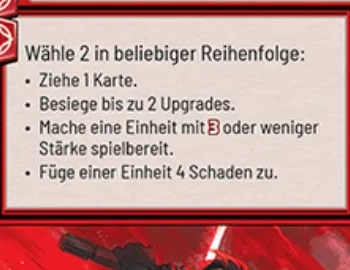 Wähle 2 in beliebiger Reihenfolge:
• Ziehe 1 Karte.
• Besiege bis zu 2 Upgrades.
• Mache eine Einheit mit 3 oder weniger
Stärke spielbereit.
• Füge einer Einheit 4 Schaden zu.